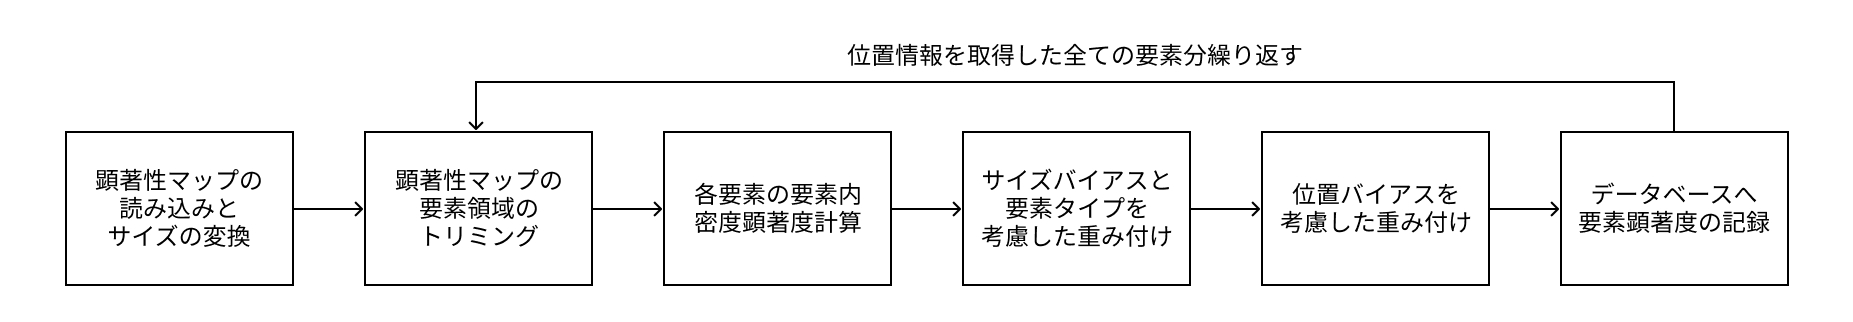 位置情報を取得した全ての要素分繰り返す
顕著性マップの
読み込みと
サイズの変換
顕著性マップの
要素領域の
トリミング
各要素の要素内
密度顕著度計算
サイズバイアスと
要素タイプを
考慮した重み付け
位置バイアスを
考慮した重み付け
データベースへ
要素顕著度の記録